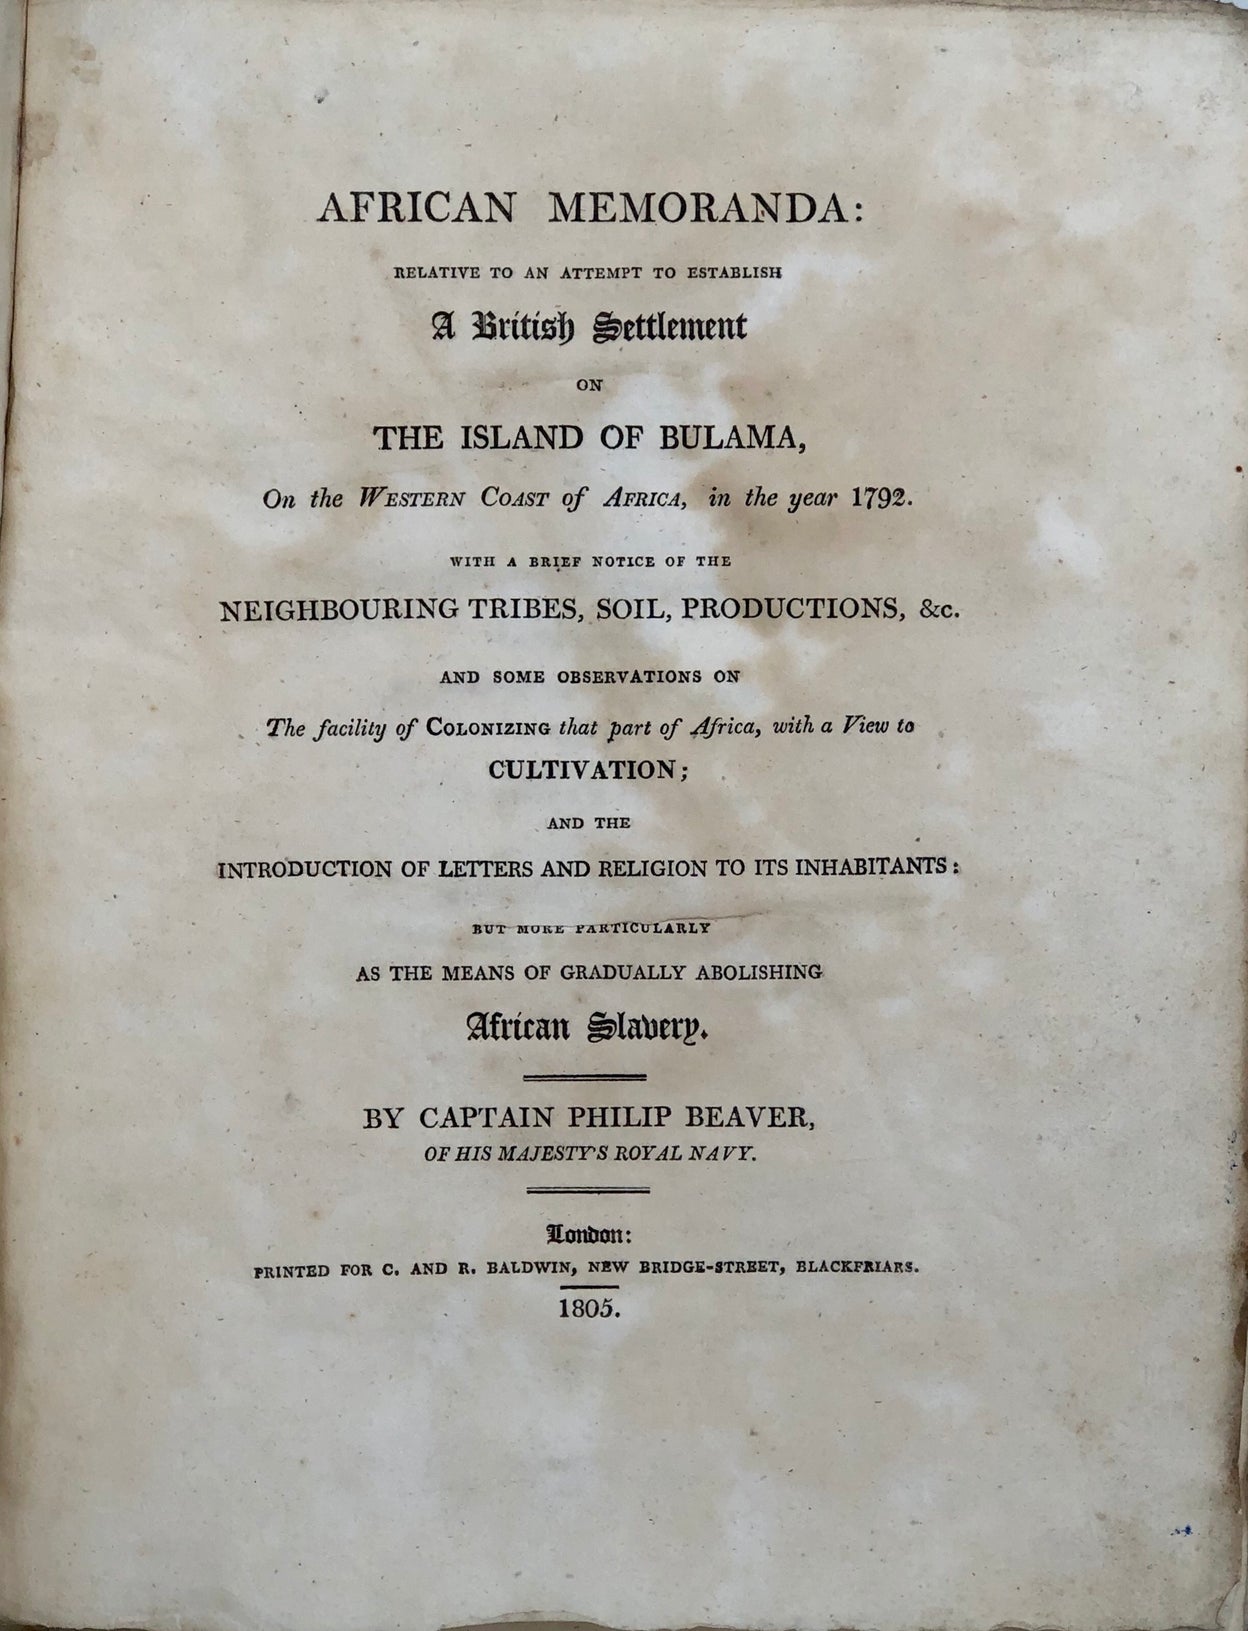 AFRICAN MEMORANDA:
RELATIVE TO AN ATTEMPT TO ESTABLISH
A British Settlement
ON
THE ISLAND OF BULAMA,
On the WESTERN COAST of AFRICA, in the year 1792.
WITH A BRIEF NOTICE OF THE
NEIGHBOURING TRIBES, SOIL, PRODUCTIONS, &c.
AND SOME OBSERVATIONS ON
The facility of COLONIZING that part of Africa, with a View to
CULTIVATION;
AND THE
INTRODUCTION OF LETTERS AND RELIGION TO ITS INHABITANTS:
BUT MORE PARTICULARLY
AS THE MEANS OF GRADUALLY ABOLISHING
African Slavery.
BY CAPTAIN PHILIP BEAVER,
OF HIS MAJESTY'S ROYAL NAVY.
London:
PRINTED FOR C. AND R. BALDWIN, NEW BRIDGE-STREET, BLACKFRIARS.
1805.